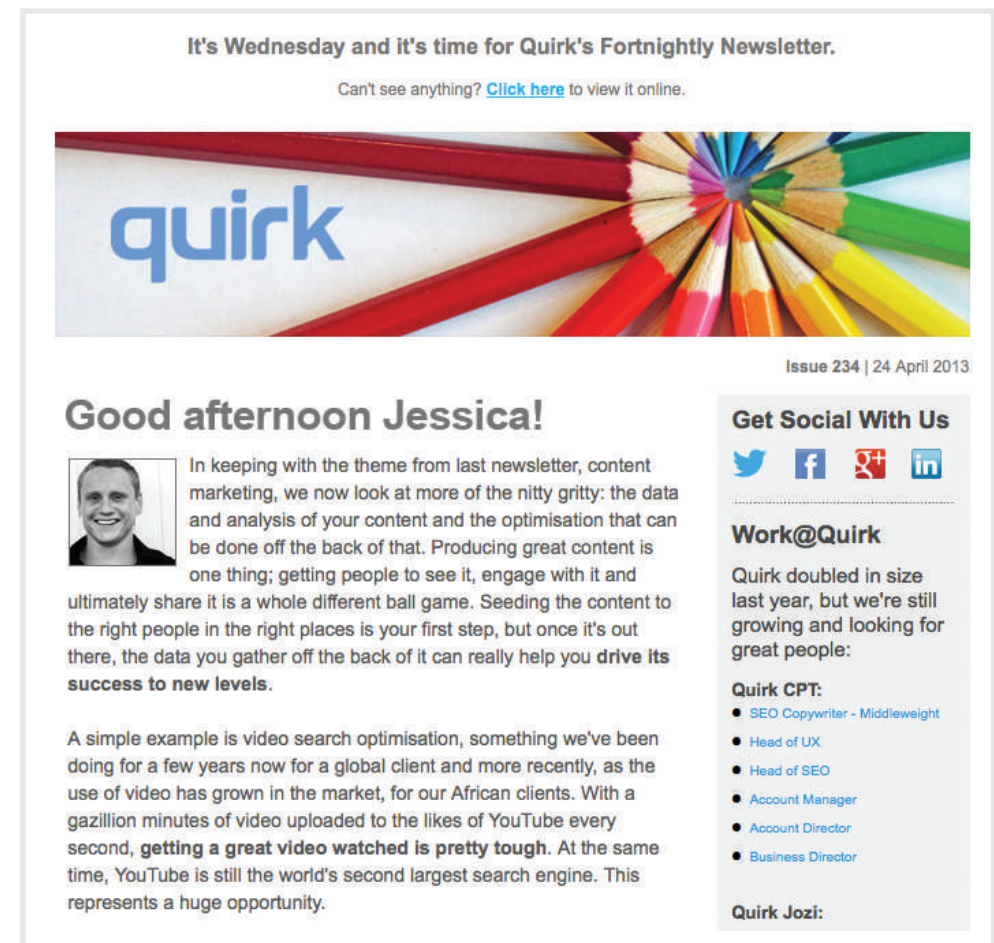 It's Wednesday and it's time for Quirk's Fortnightly Newsletter.
Can't see anything? Click here to view it online.
quirk
Issue 234 | 24 April 2013
Good afternoon Jessica!
In keeping with the theme from last newsletter, content
marketing, we now look at more of the nitty gritty: the data
and analysis of your content and the optimisation that can
be done off the back of that. Producing great content is
one thing; getting people to see it, engage with it and
ultimately share it is a whole different ball game. Seeding the content to
the right people in the right places is your first step, but once it's out
there, the data you gather off the back of it can really help you drive its
success to new levels.
A simple example is video search optimisation, something we've been
doing for a few years now for a global client and more recently, as the
use of video has grown in the market, for our African clients. With a
gazillion minutes of video uploaded to the likes of YouTube every
second, getting a great video watched is pretty tough. At the same
time, YouTube is still the world's second largest search engine. This
represents a huge opportunity.
Get Social With Us
f
g+
in
Work@Quirk
Quirk doubled in size
last year, but we're still
growing and looking for
great people:
Quirk CPT:
SEO Copywriter - Middleweight
Head of UX
Head of SEO
Account Manager
Account Director
Business Director
Quirk Jozi: